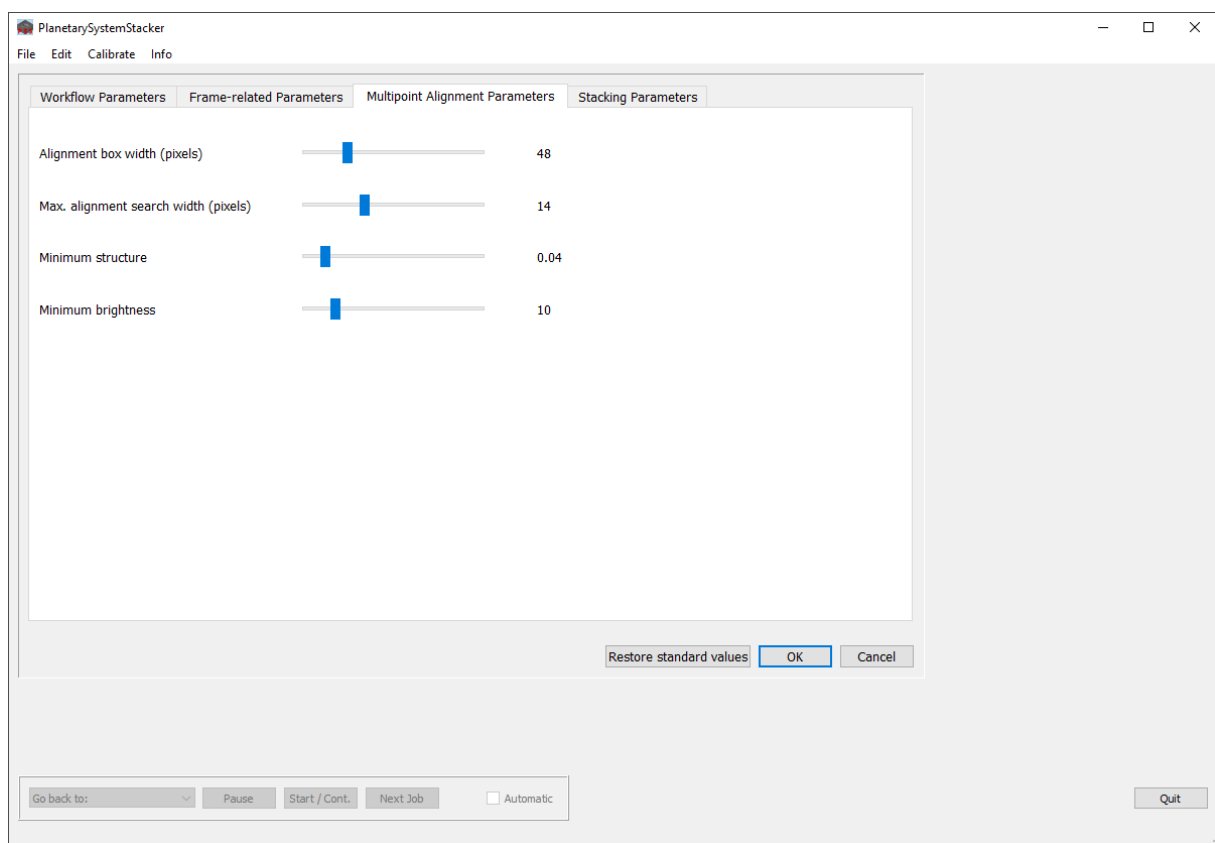 PlanetarySystemStacker
File Edit Calibrate Info
Workflow Parameters Frame-related Parameters Multipoint Alignment Parameters Stacking Parameters
Alignment box width (pixels) 48
Max. alignment search width (pixels) 14
Minimum structure 0.04
Minimum brightness 10
Restore standard values OK Cancel
Go back to: Pause Start / Cont. Next Job Automatic Quit